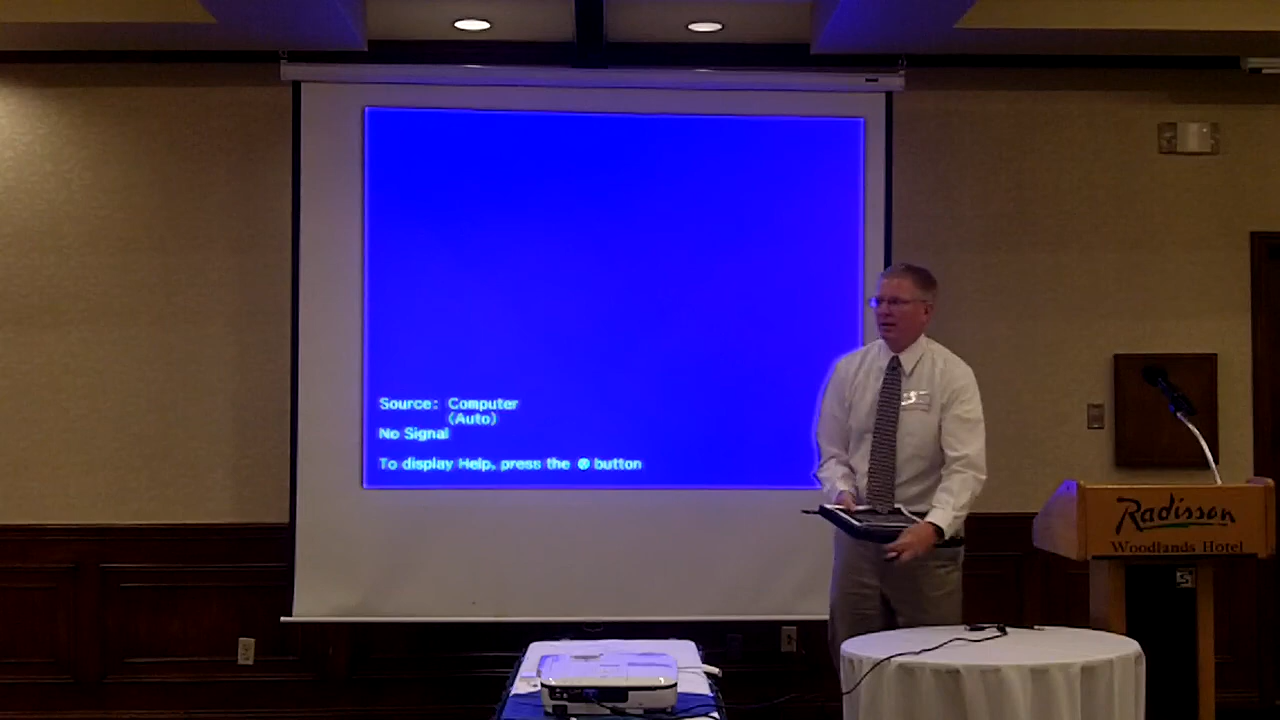 Source: Computer
(Auto)
No Signal
To display Help, press the button
Radisson
Woodlands Hotel